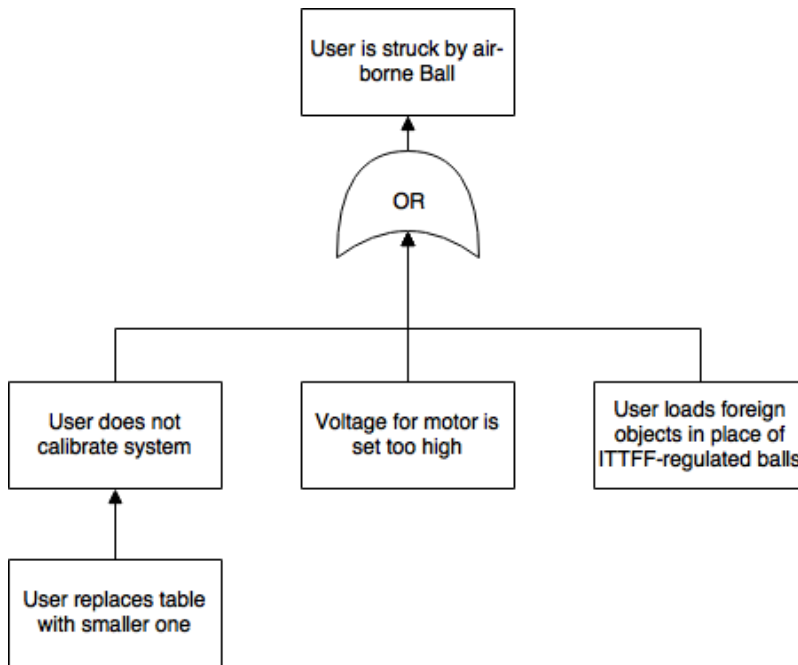 User is struck by air-
borne Ball
OR
User does not
calibrate system
Voltage for motor is
set too high
User loads foreign
objects in place of
ITTFF-regulated balls
User replaces table
with smaller one